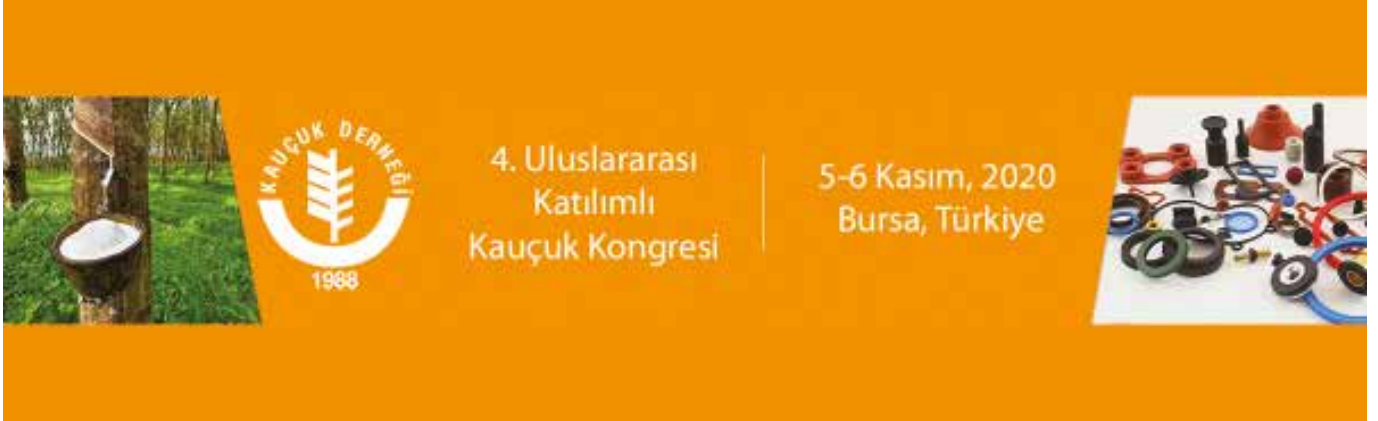 KAUÇUK DERNEĞİ
1988
4. Uluslararası
Katılımlı
Kauçuk Kongresi
5-6 Kasım, 2020
Bursa, Türkiye